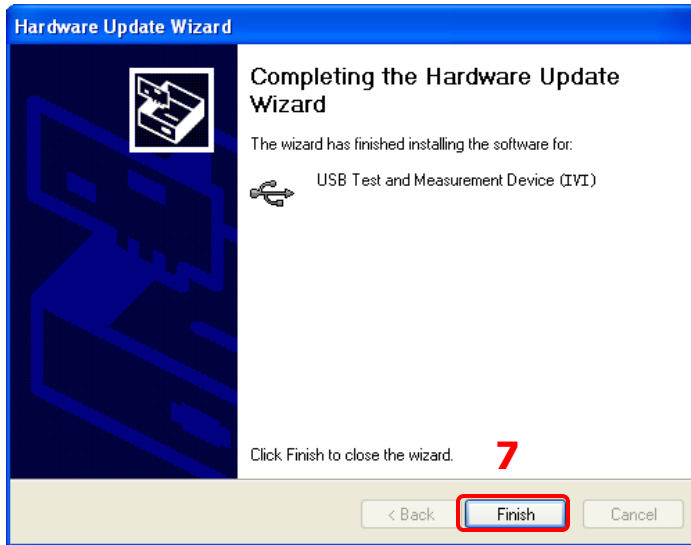 Hardware Update Wizard
Completing the Hardware Update
Wizard
The wizard has finished installing the software for:
USB Test and Measurement Device (IVI)
Click Finish to close the wizard.
7
< Back
Finish
Cancel